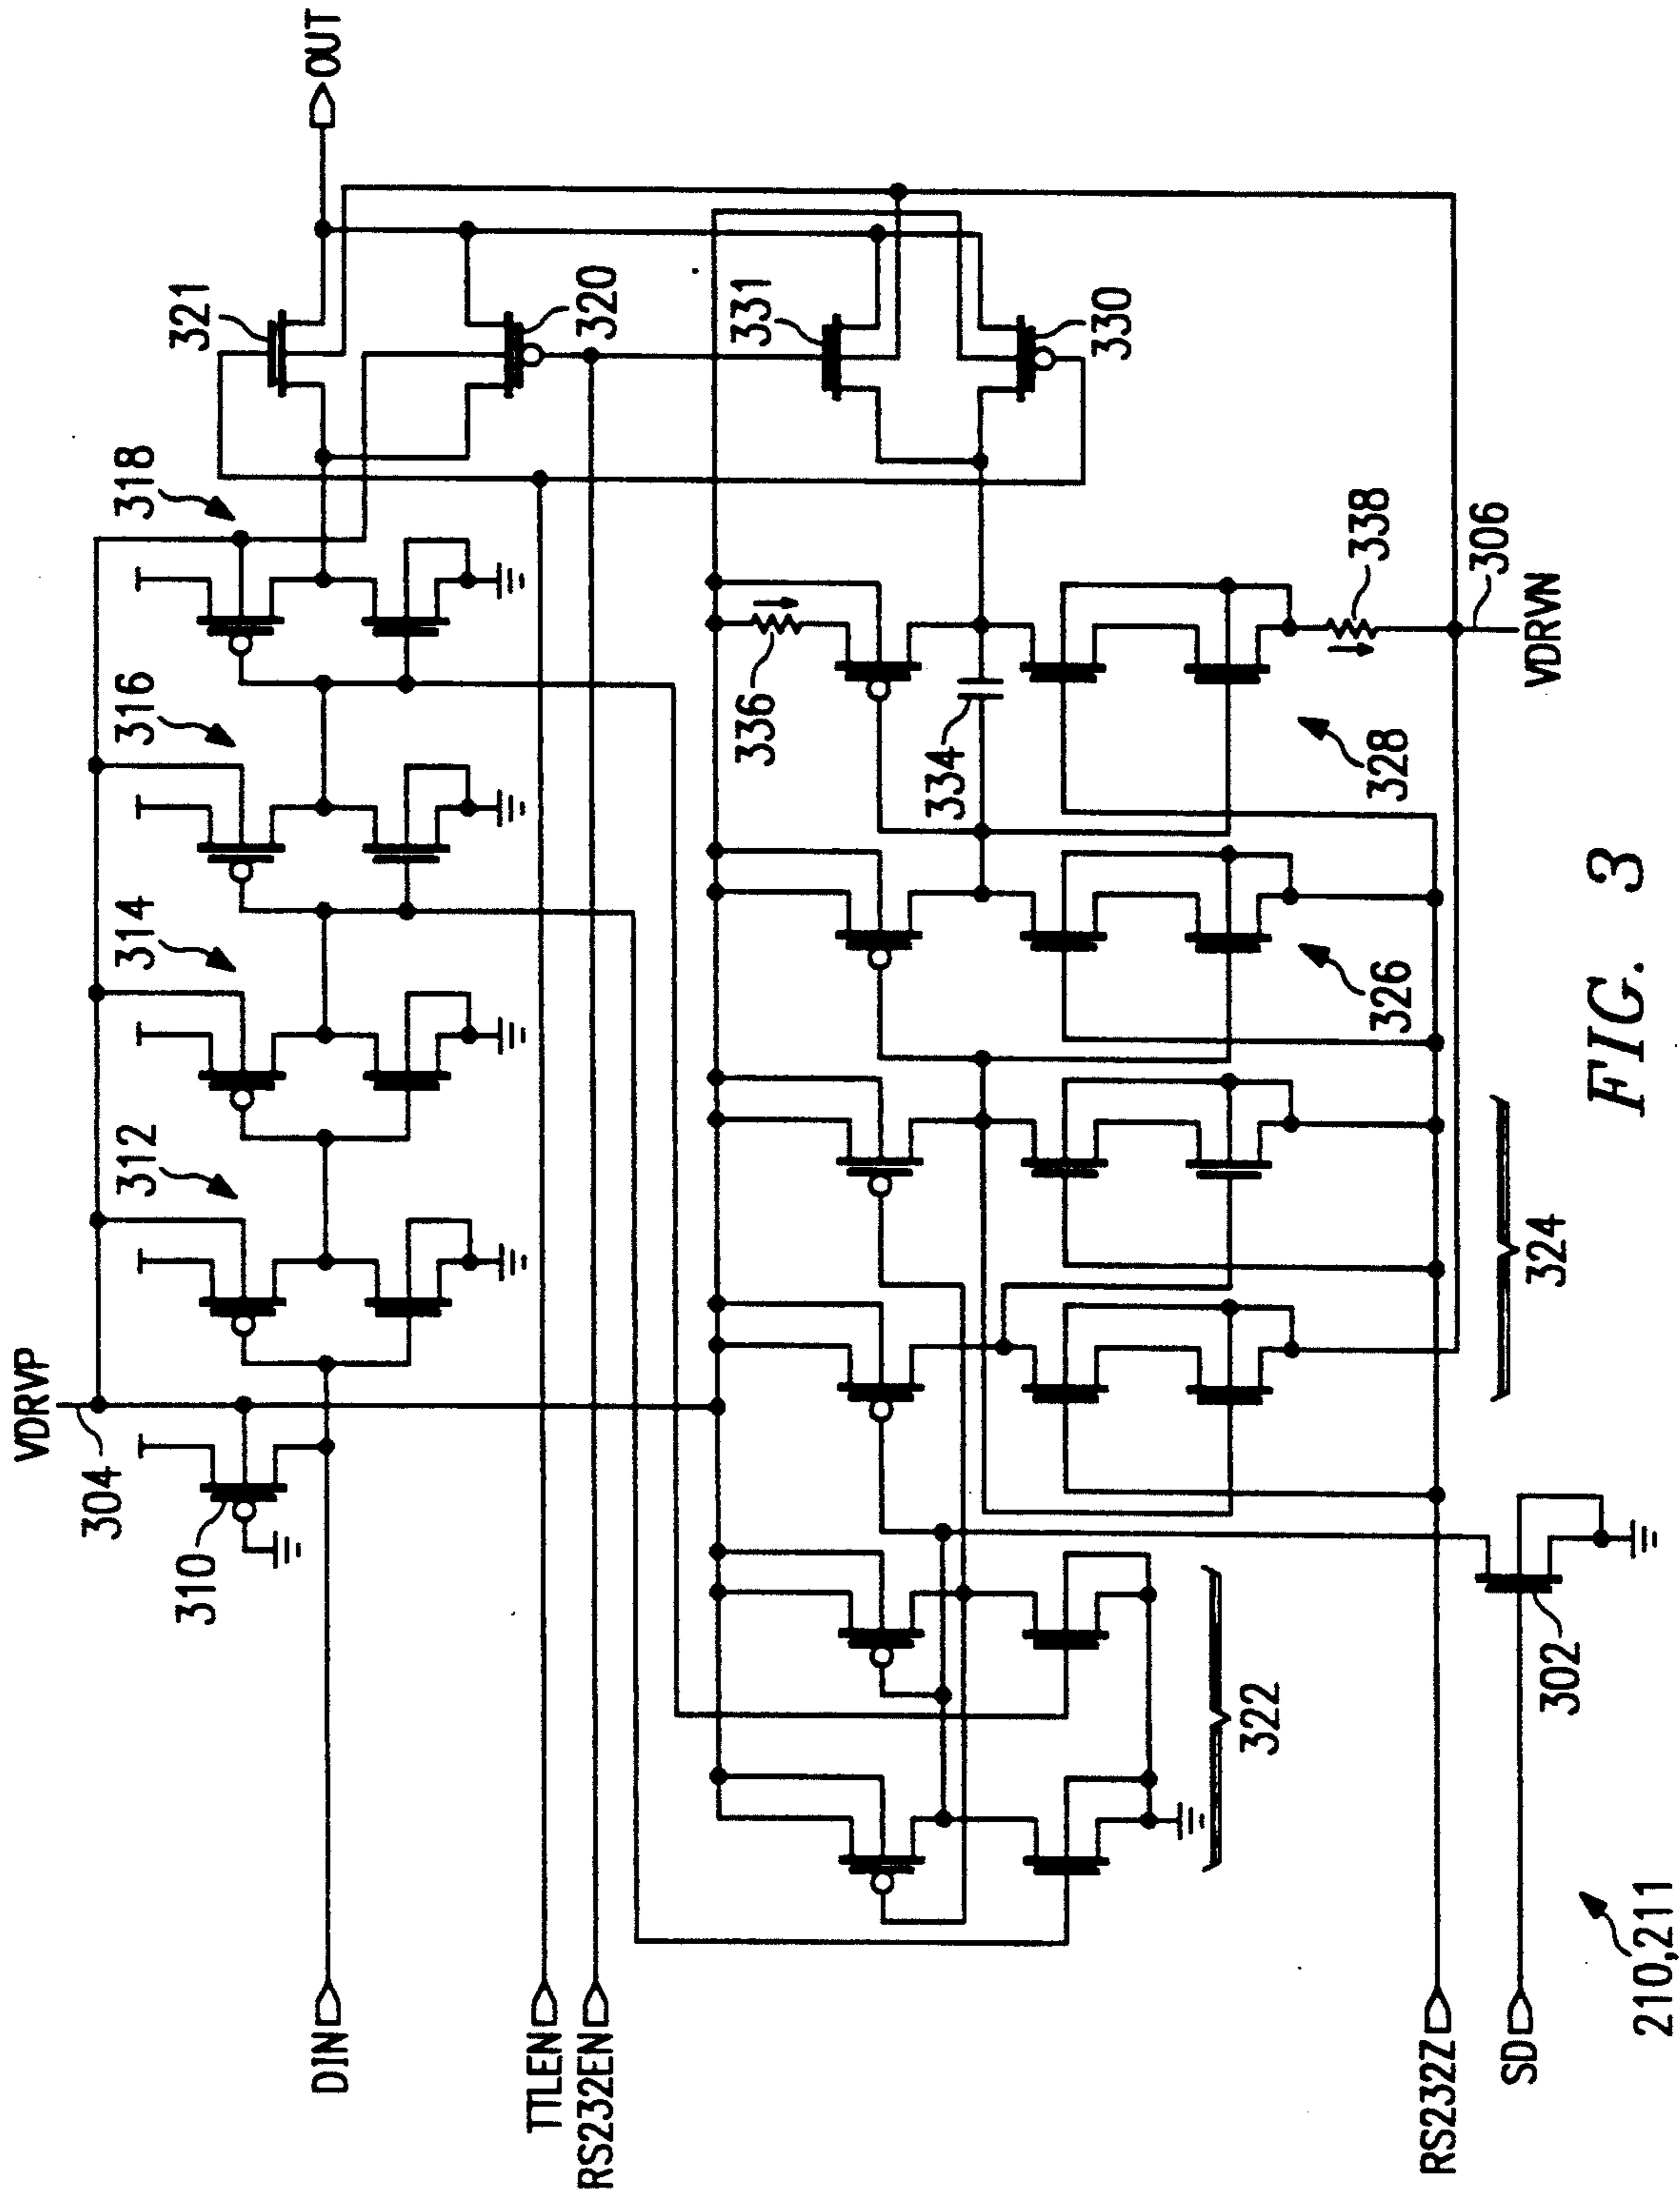 VDRVP
304
310
312
314
316
318
321
OUT
320
331
330
DIN
TTLEN
RS232EN
336
334
338
306
VDRVN
328
326
324
322
302
RS232Z
SD
210,211
FIG. 3